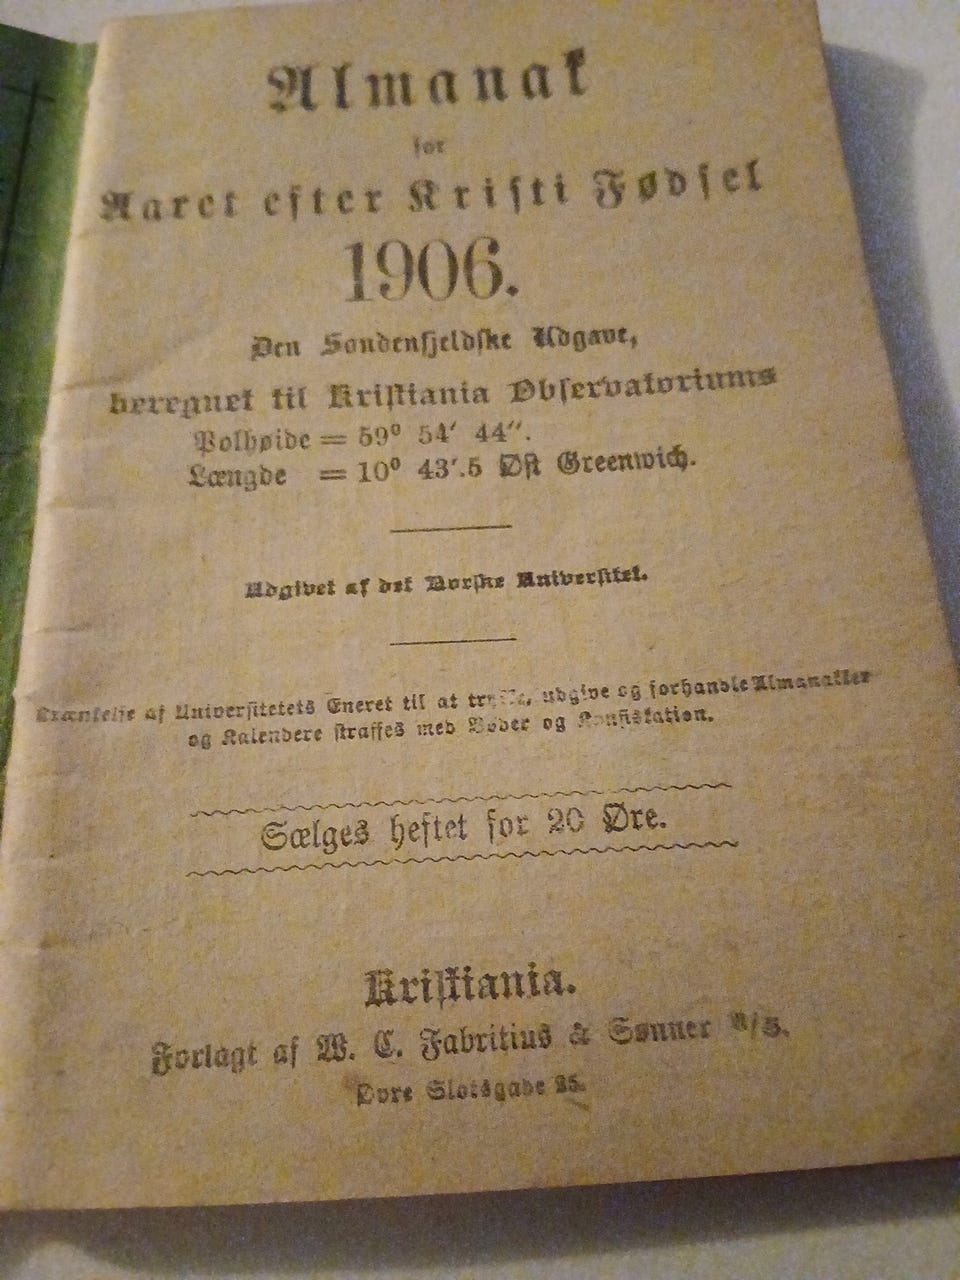 Almanak
for
Aaret efter Kristi Fødsel
1906.
Den Søndenfjeldske Udgave,
beregnet til Kristiania Observatoriums
Polhøide = 59° 54′ 44″.
Længde = 10° 43′.5 Øst Greenwich.
Udgivet af det Norske Universitet.
Krænkelse af Universitetets Eneret til at trykke, udgive og forhandle Almanakker
og Kalendere straffes med Bøder og Konfiskation.
Sælges heftet for 20 Øre.
Kristiania.
Forlagt af W. C. Fabritius & Sønner A/S.
Øvre Slotsgade 25.